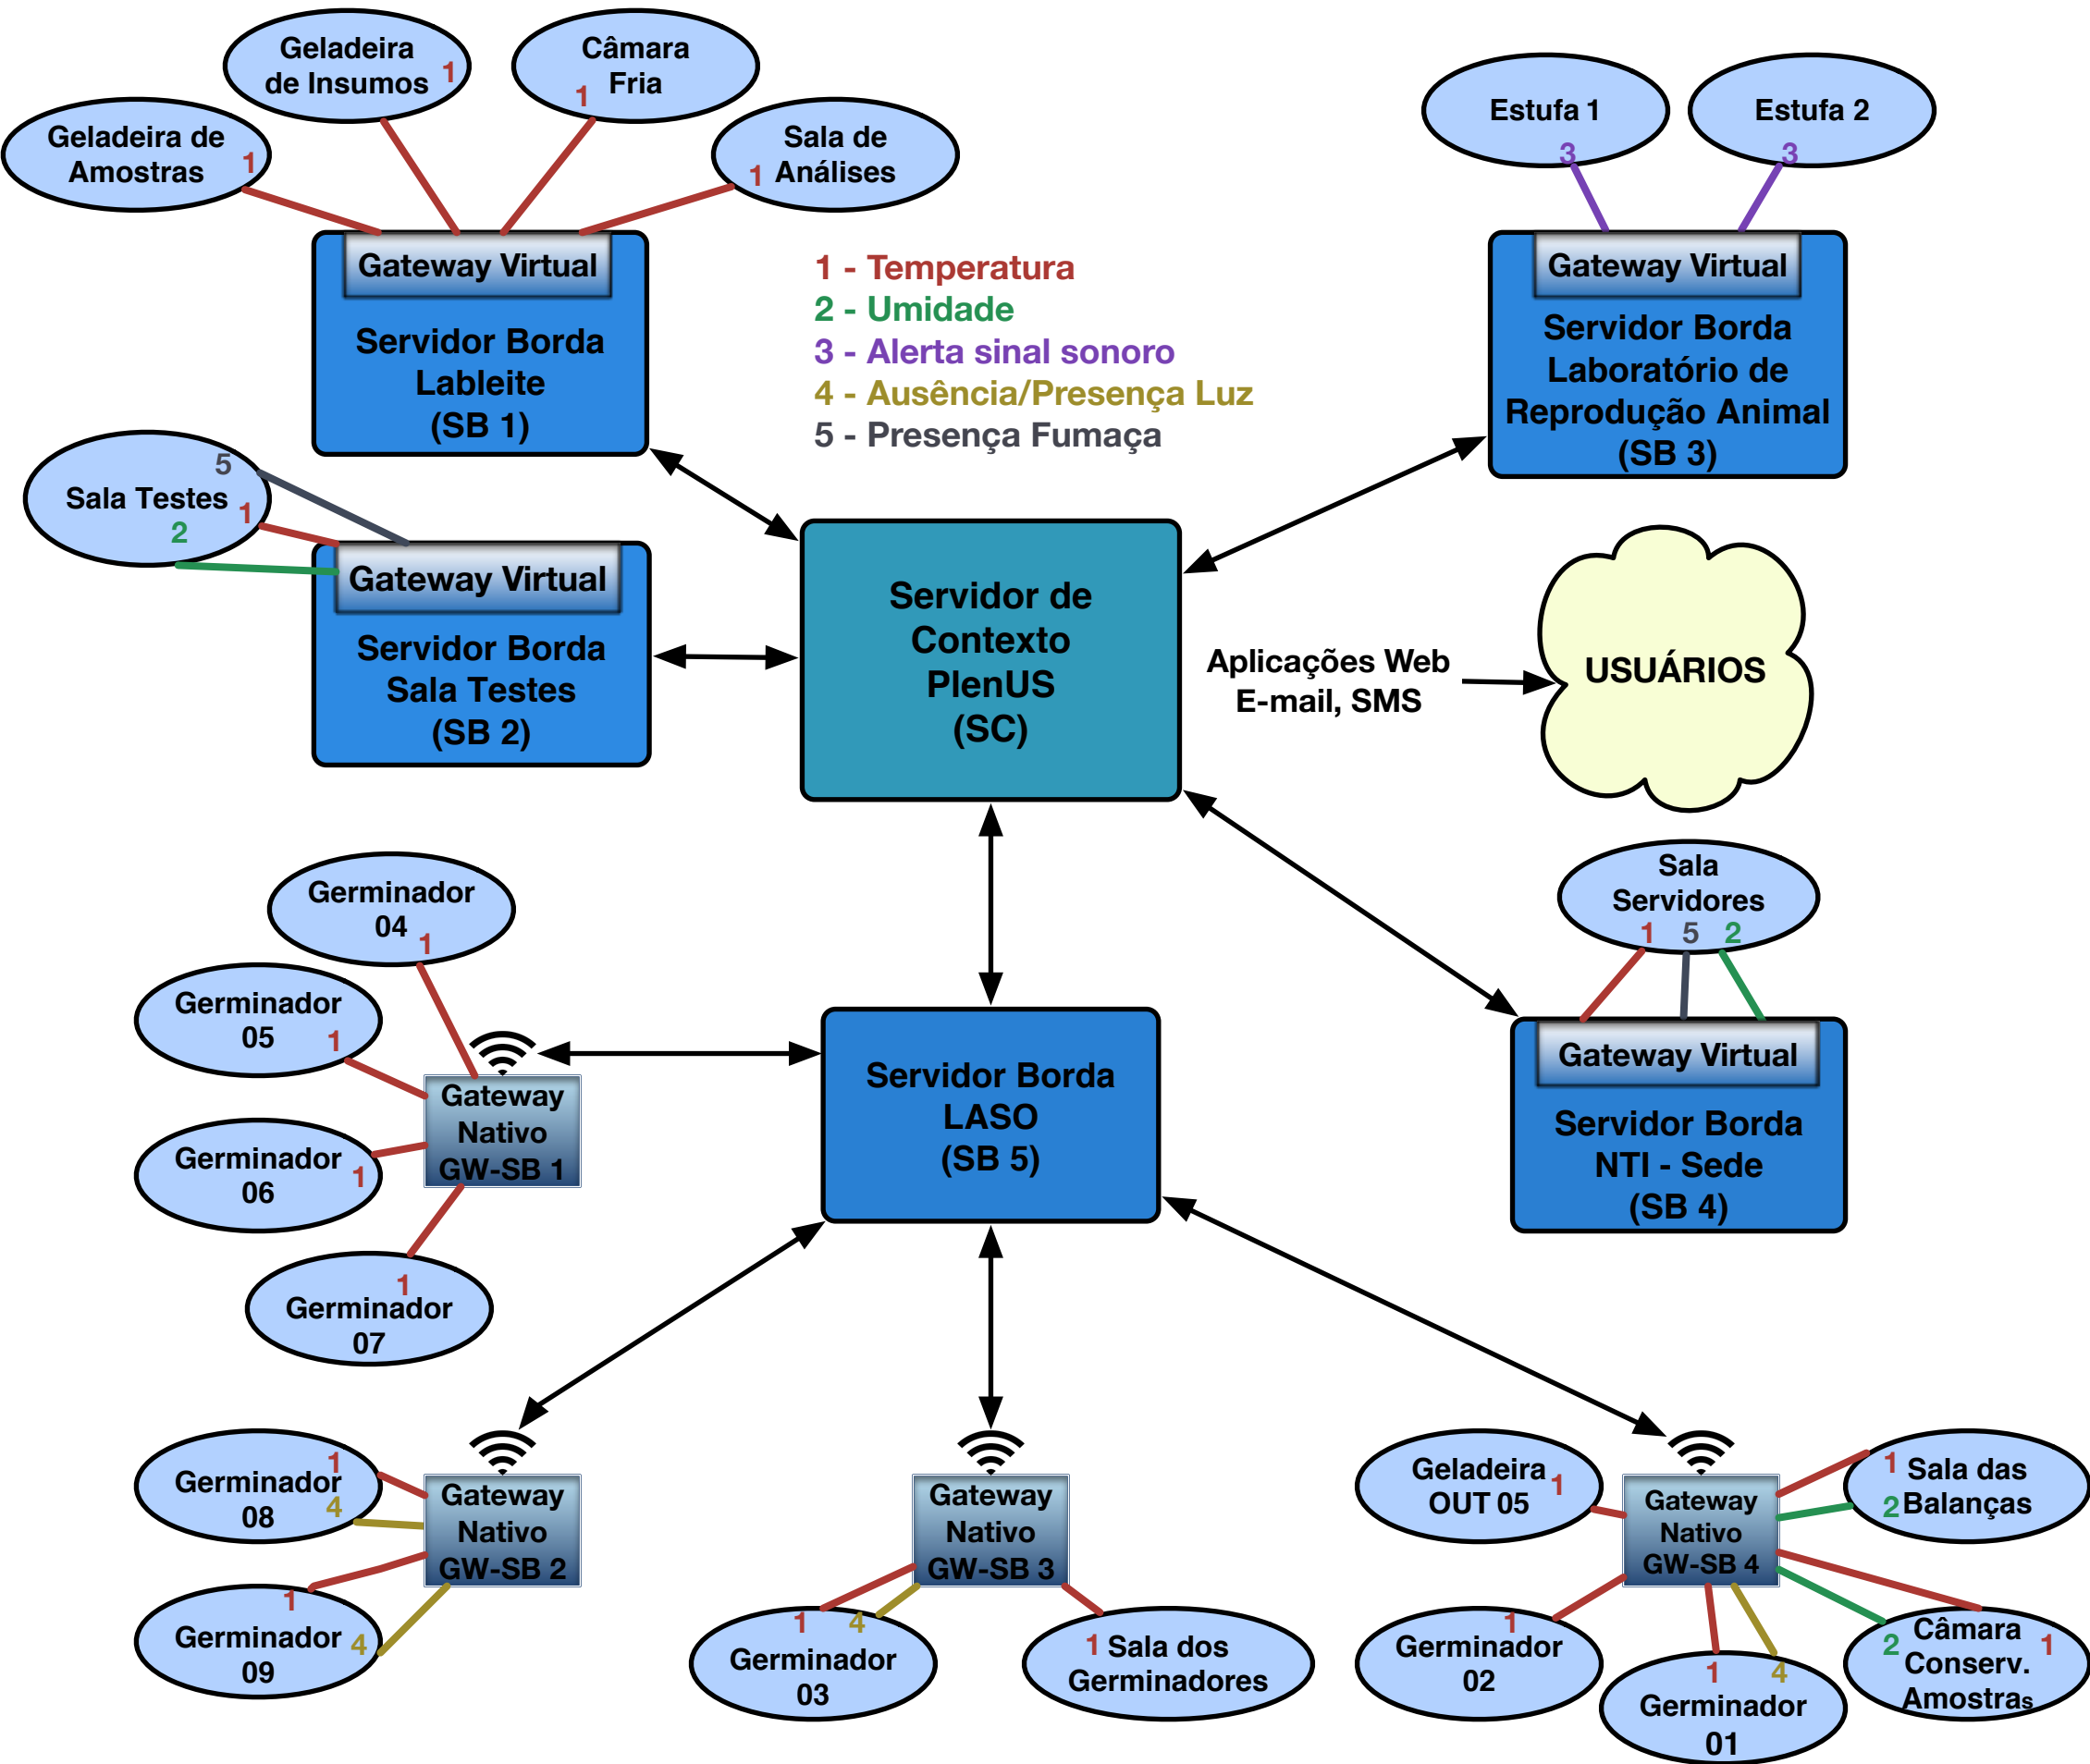 Geladeira
de Insumos 1
Câmara
Fria
1
Geladeira de
Amostras
1
Sala de
Análises
1
Estufa 1
3
Estufa 2
3
Gateway Virtual
Servidor Borda
Lableite
(SB 1)
1 - Temperatura
2 - Umidade
3 - Alerta sinal sonoro
4 - Ausência/Presença Luz
5 - Presença Fumaça
Gateway Virtual
Servidor Borda
Laboratório de
Reprodução Animal
(SB 3)
5
Sala Testes 1
2
Gateway Virtual
Servidor Borda
Sala Testes
(SB 2)
Servidor de
Contexto
PlenUS
(SC)
Aplicações Web
E-mail, SMS
USUÁRIOS
Sala
Servidores
1 5 2
Gateway Virtual
Servidor Borda
NTI - Sede
(SB 4)
Germinador
04
1
Germinador
05
1
Germinador
06
1
1
Germinador
07
Gateway
Nativo
GW-SB 1
Servidor Borda
LASO
(SB 5)
1
Germinador
4
08
1
Germinador 4
09
Gateway
Nativo
GW-SB 2
Gateway
Nativo
GW-SB 3
1 4
Germinador
03
1 Sala dos
Germinadores
Geladeira 1
OUT 05
Gateway
Nativo
GW-SB 4
1 Sala das
2 Balanças
1
Germinador
02
1 4
Germinador
01
2 Câmara 1
Conserv.
Amostras